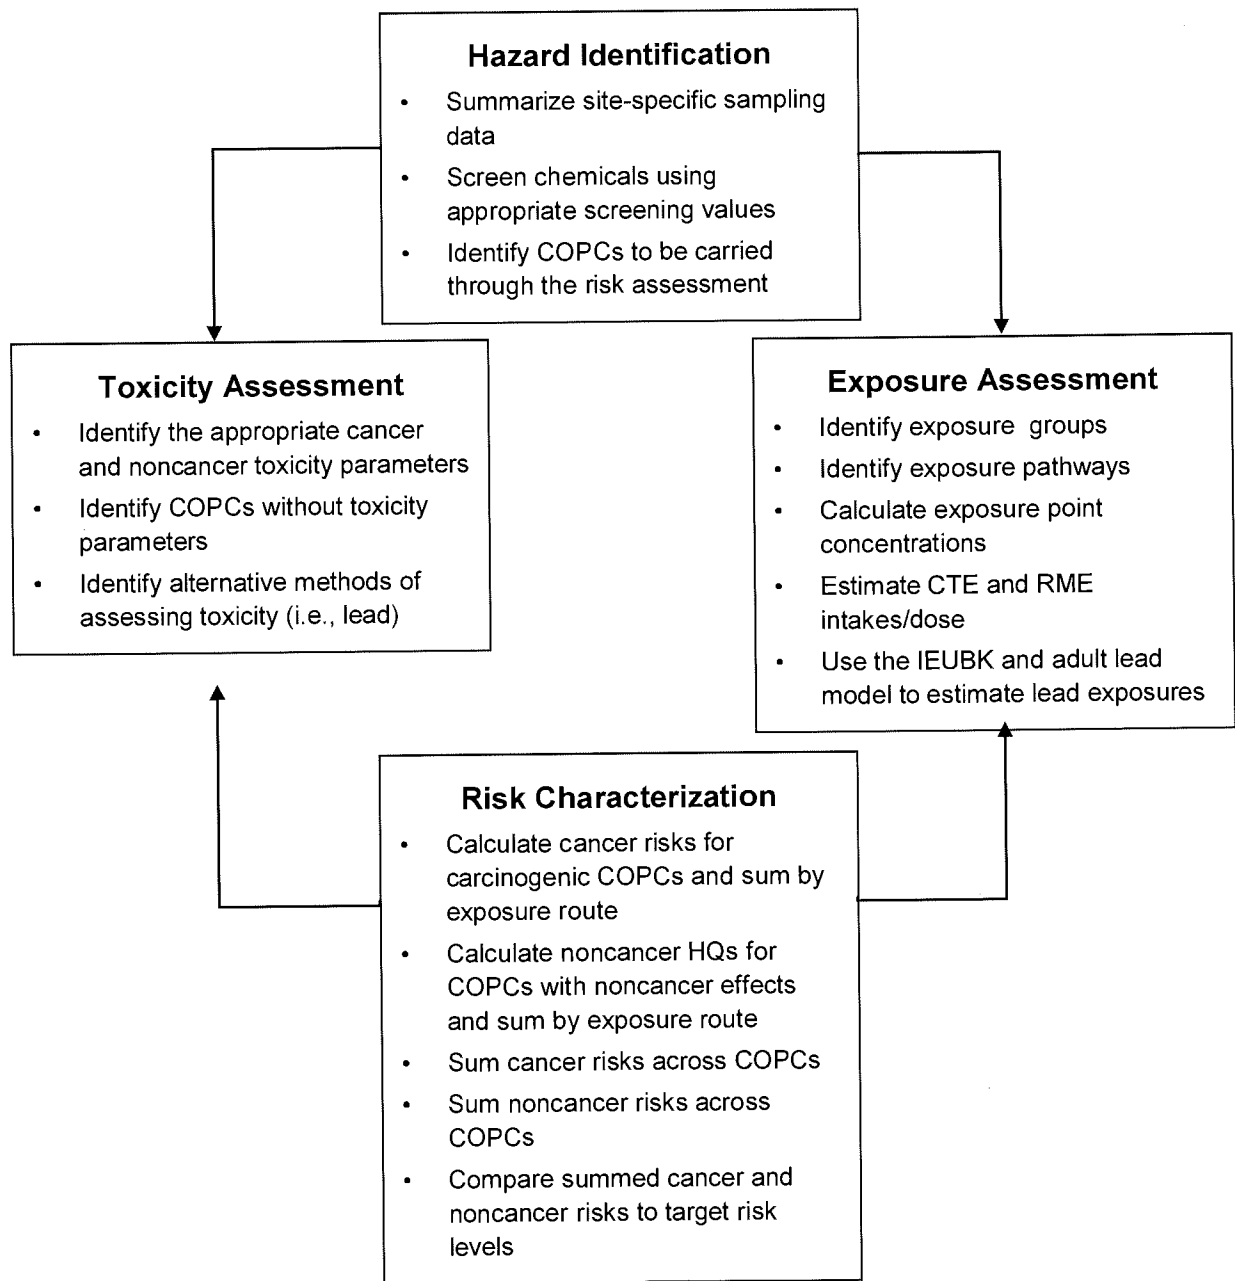 Hazard Identification
• Summarize site-specific sampling
data
• Screen chemicals using
appropriate screening values
• Identify COPCs to be carried
through the risk assessment
Toxicity Assessment
• Identify the appropriate cancer
and noncancer toxicity parameters
• Identify COPCs without toxicity
parameters
• Identify alternative methods of
assessing toxicity (i.e., lead)
Exposure Assessment
• Identify exposure groups
• Identify exposure pathways
• Calculate exposure point
concentrations
• Estimate CTE and RME
intakes/dose
• Use the IEUBK and adult lead
model to estimate lead exposures
Risk Characterization
• Calculate cancer risks for
carcinogenic COPCs and sum by
exposure route
• Calculate noncancer HQs for
COPCs with noncancer effects
and sum by exposure route
• Sum cancer risks across COPCs
• Sum noncancer risks across
COPCs
• Compare summed cancer and
noncancer risks to target risk
levels